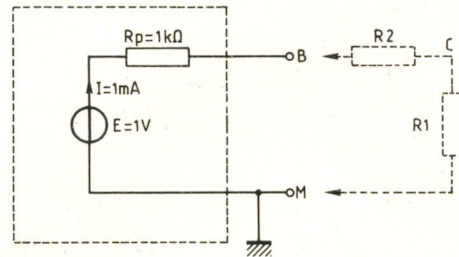 Rp=1kΩ
B
R2
C
I=1mA
E=1V
R1
M